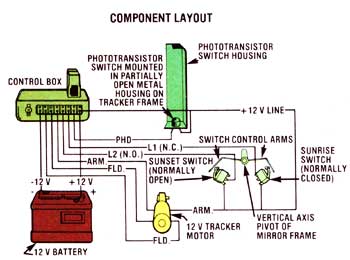 COMPONENT LAYOUT
PHOTOTRANSISTOR
SWITCH MOUNTED
IN PARTIALLY
OPEN METAL
HOUSING ON
TRACKER FRAME
PHOTOTRANSISTOR
SWITCH HOUSING
CONTROL BOX
+12 V LINE
PHD
L1 (N.C.)
SWITCH CONTROL ARMS
L2 (N.O.)
SUNSET SWITCH
(NORMALLY
OPEN)
SUNRISE
SWITCH
(NORMALLY
CLOSED)
ARM.
FLD.
-12 V
+12 V
ARM.
12 V TRACKER
MOTOR
VERTICAL AXIS
PIVOT OF
MIRROR FRAME
FLD.
12 V BATTERY